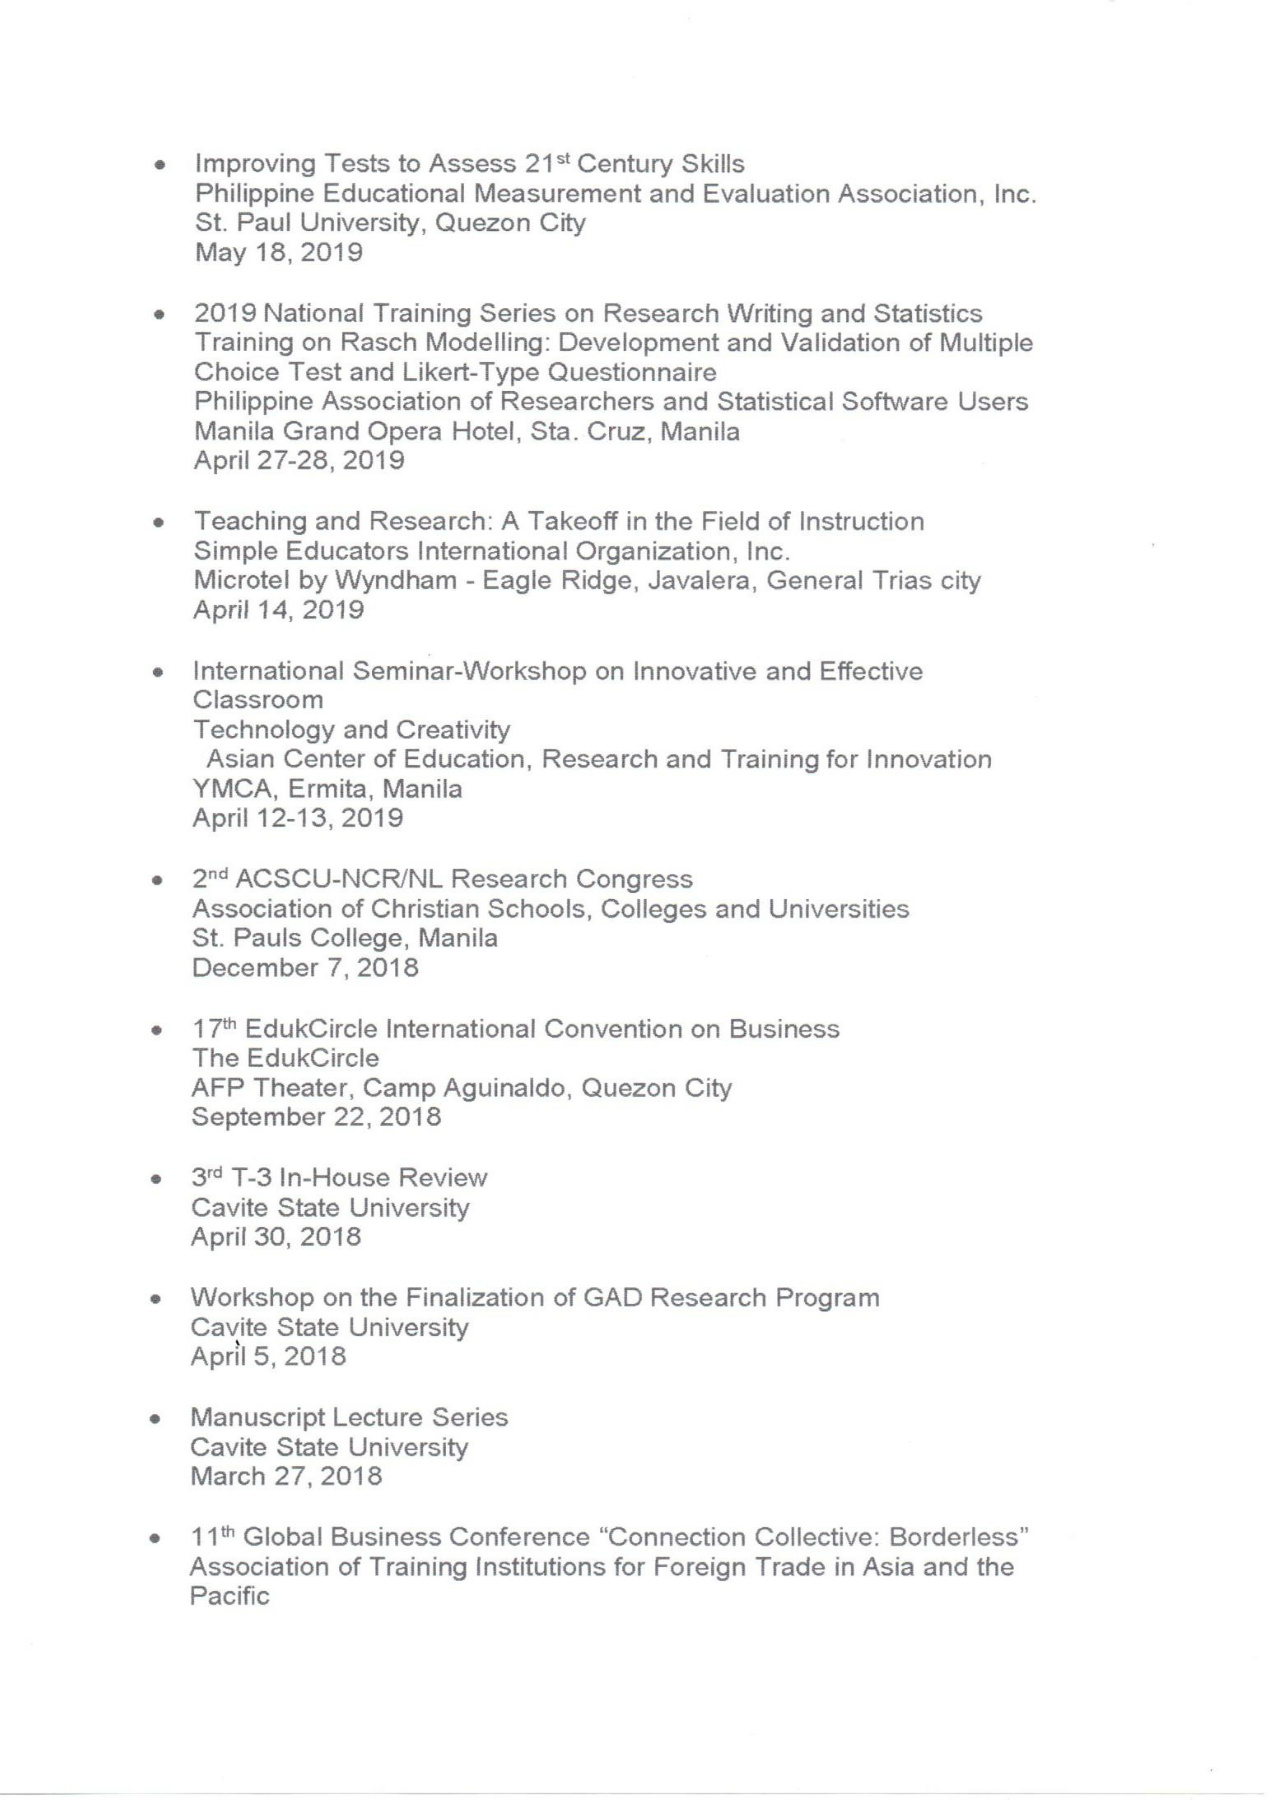 • Improving Tests to Assess 21st Century Skills
Philippine Educational Measurement and Evaluation Association, Inc.
St. Paul University, Quezon City
May 18, 2019
• 2019 National Training Series on Research Writing and Statistics
Training on Rasch Modelling: Development and Validation of Multiple
Choice Test and Likert-Type Questionnaire
Philippine Association of Researchers and Statistical Software Users
Manila Grand Opera Hotel, Sta. Cruz, Manila
April 27-28, 2019
• Teaching and Research: A Takeoff in the Field of Instruction
Simple Educators International Organization, Inc.
Microtel by Wyndham - Eagle Ridge, Javalera, General Trias city
April 14, 2019
• International Seminar-Workshop on Innovative and Effective
Classroom
Technology and Creativity
Asian Center of Education, Research and Training for Innovation
YMCA, Ermita, Manila
April 12-13, 2019
• 2nd ACSCU-NCR/NL Research Congress
Association of Christian Schools, Colleges and Universities
St. Pauls College, Manila
December 7, 2018
• 17th EdukCircle International Convention on Business
The EdukCircle
AFP Theater, Camp Aguinaldo, Quezon City
September 22, 2018
• 3rd T-3 In-House Review
Cavite State University
April 30, 2018
• Workshop on the Finalization of GAD Research Program
Cavite State University
April 5, 2018
• Manuscript Lecture Series
Cavite State University
March 27, 2018
• 11th Global Business Conference “Connection Collective: Borderless”
Association of Training Institutions for Foreign Trade in Asia and the
Pacific